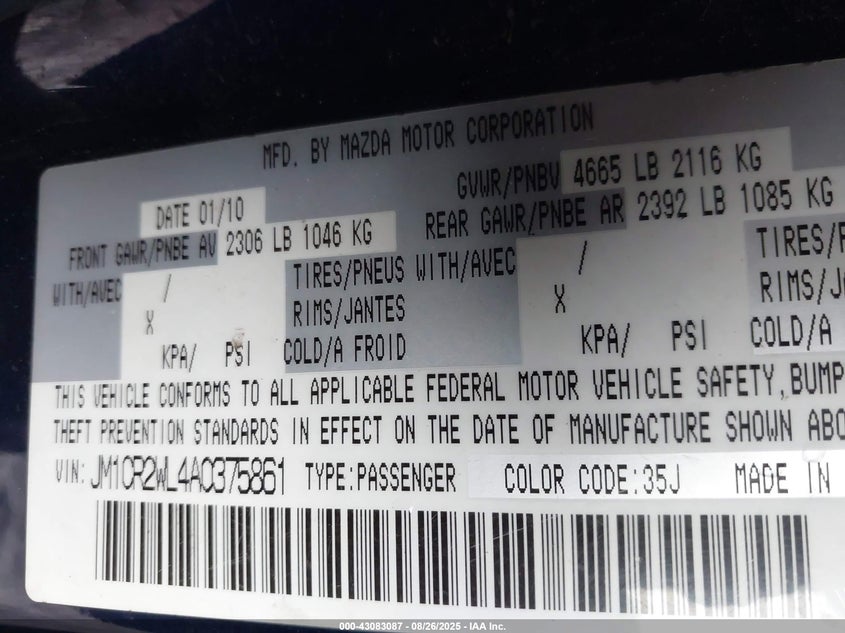 MFD. BY MAZDA MOTOR CORPORATION
DATE 01/10 GVWR/PNBV 4665 LB 2116 KG
FRONT GAWR/PNBE AV 2306 LB 1046 KG REAR GAWR/PNBE AR 2392 LB 1085 KG
WITH/AVEC / TIRES/PNEUS WITH/AVEC / TIRES/P
X RIMS/JANTES X RIMS/J
KPA/ PSI COLD/A FROID KPA/ PSI COLD/A
THIS VEHICLE CONFORMS TO ALL APPLICABLE FEDERAL MOTOR VEHICLE SAFETY, BUMP
THEFT PREVENTION STANDARDS IN EFFECT ON THE DATE OF MANUFACTURE SHOWN ABO
VIN: JM1CR2WL4A0375861 TYPE:PASSENGER COLOR CODE:35J MADE IN
000-43083087 - 08/26/2025 - IAA Inc.